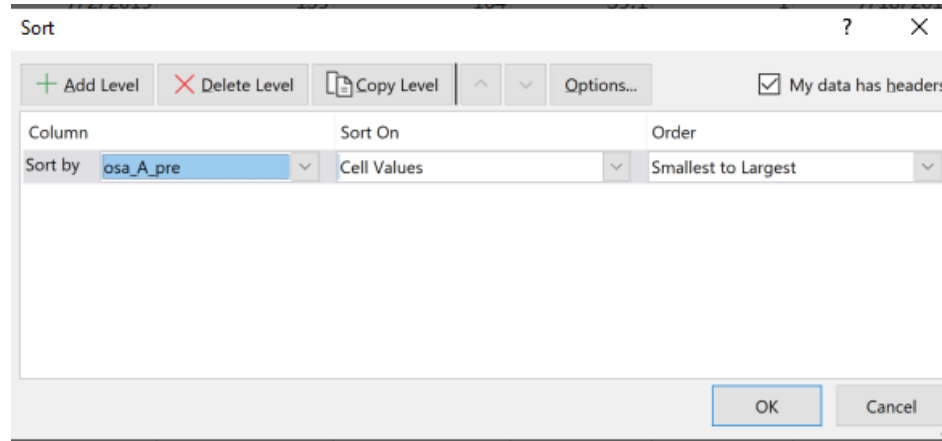 Sort ?
Add Level Delete Level Copy Level Options... My data has headers
Column Sort On Order
Sort by osa_A_pre Cell Values Smallest to Largest
OK Cancel